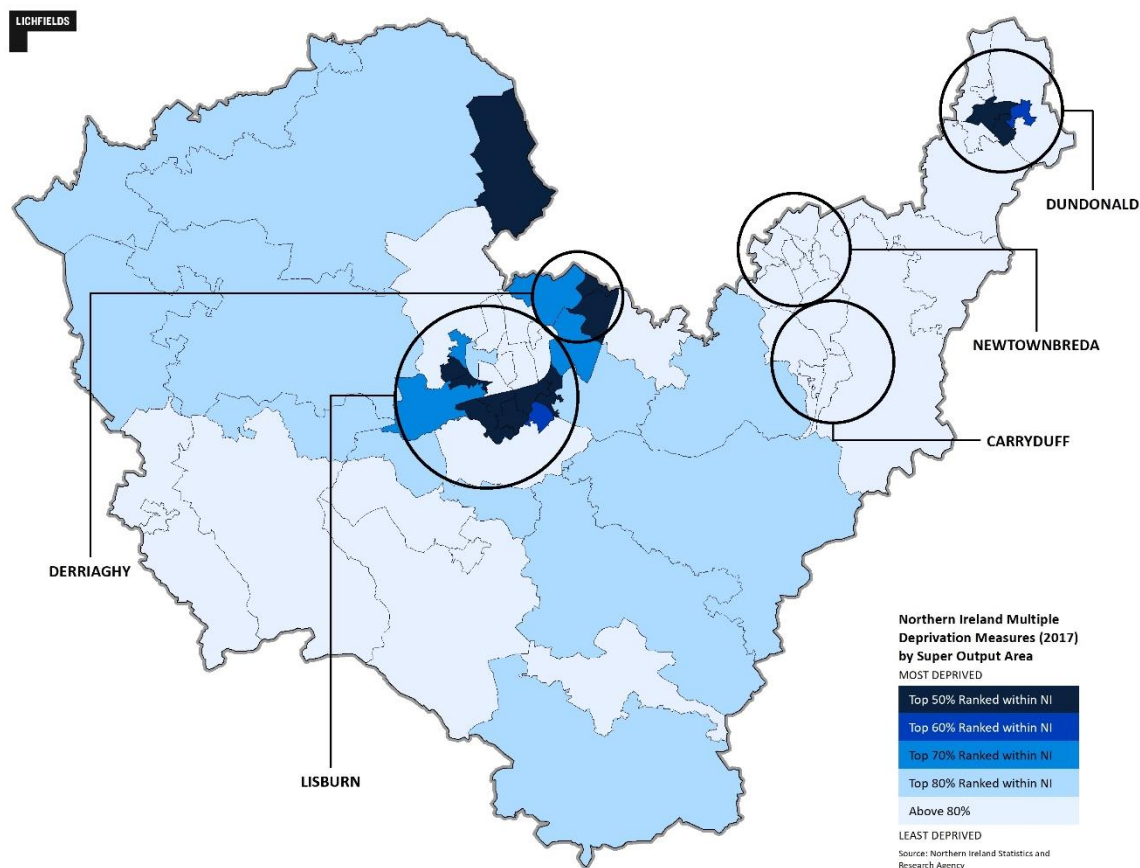 LICHFIELDS
DUNDONALD
NEWTOWNBREDA
CARRYDUFF
DERRIAGHY
LISBURN
Northern Ireland Multiple
Deprivation Measures (2017)
by Super Output Area
MOST DEPRIVED
Top 50% Ranked within NI
Top 60% Ranked within NI
Top 70% Ranked within NI
Top 80% Ranked within NI
Above 80%
LEAST DEPRIVED
Source: Northern Ireland Statistics and
Research Agency